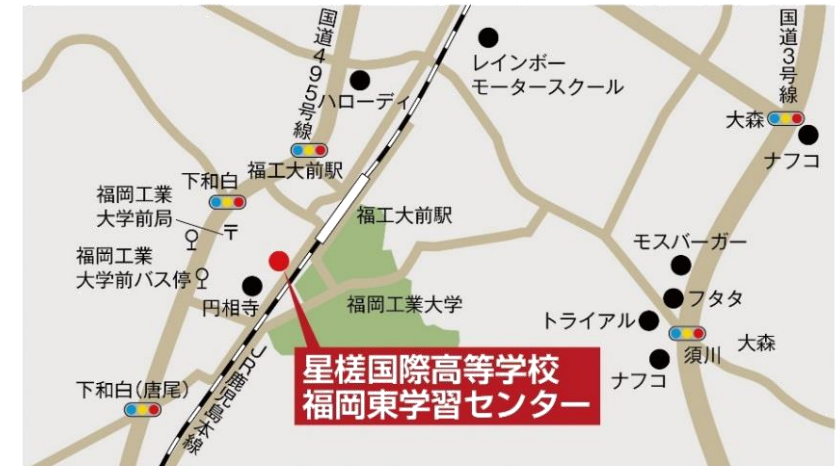 国道495号線
レインボー
モータースクール
国道3号線
ハローディ
大森
ナフコ
福工大前駅
下和白
福岡工業
大学前局
〒
福工大前駅
福岡工業
大学前バス停
円相寺
福岡工業大学
モスバーガー
フタタ
トライアル
須川
大森
ナフコ
星槎国際高等学校
福岡東学習センター
下和白(唐尾)
JR鹿児島本線